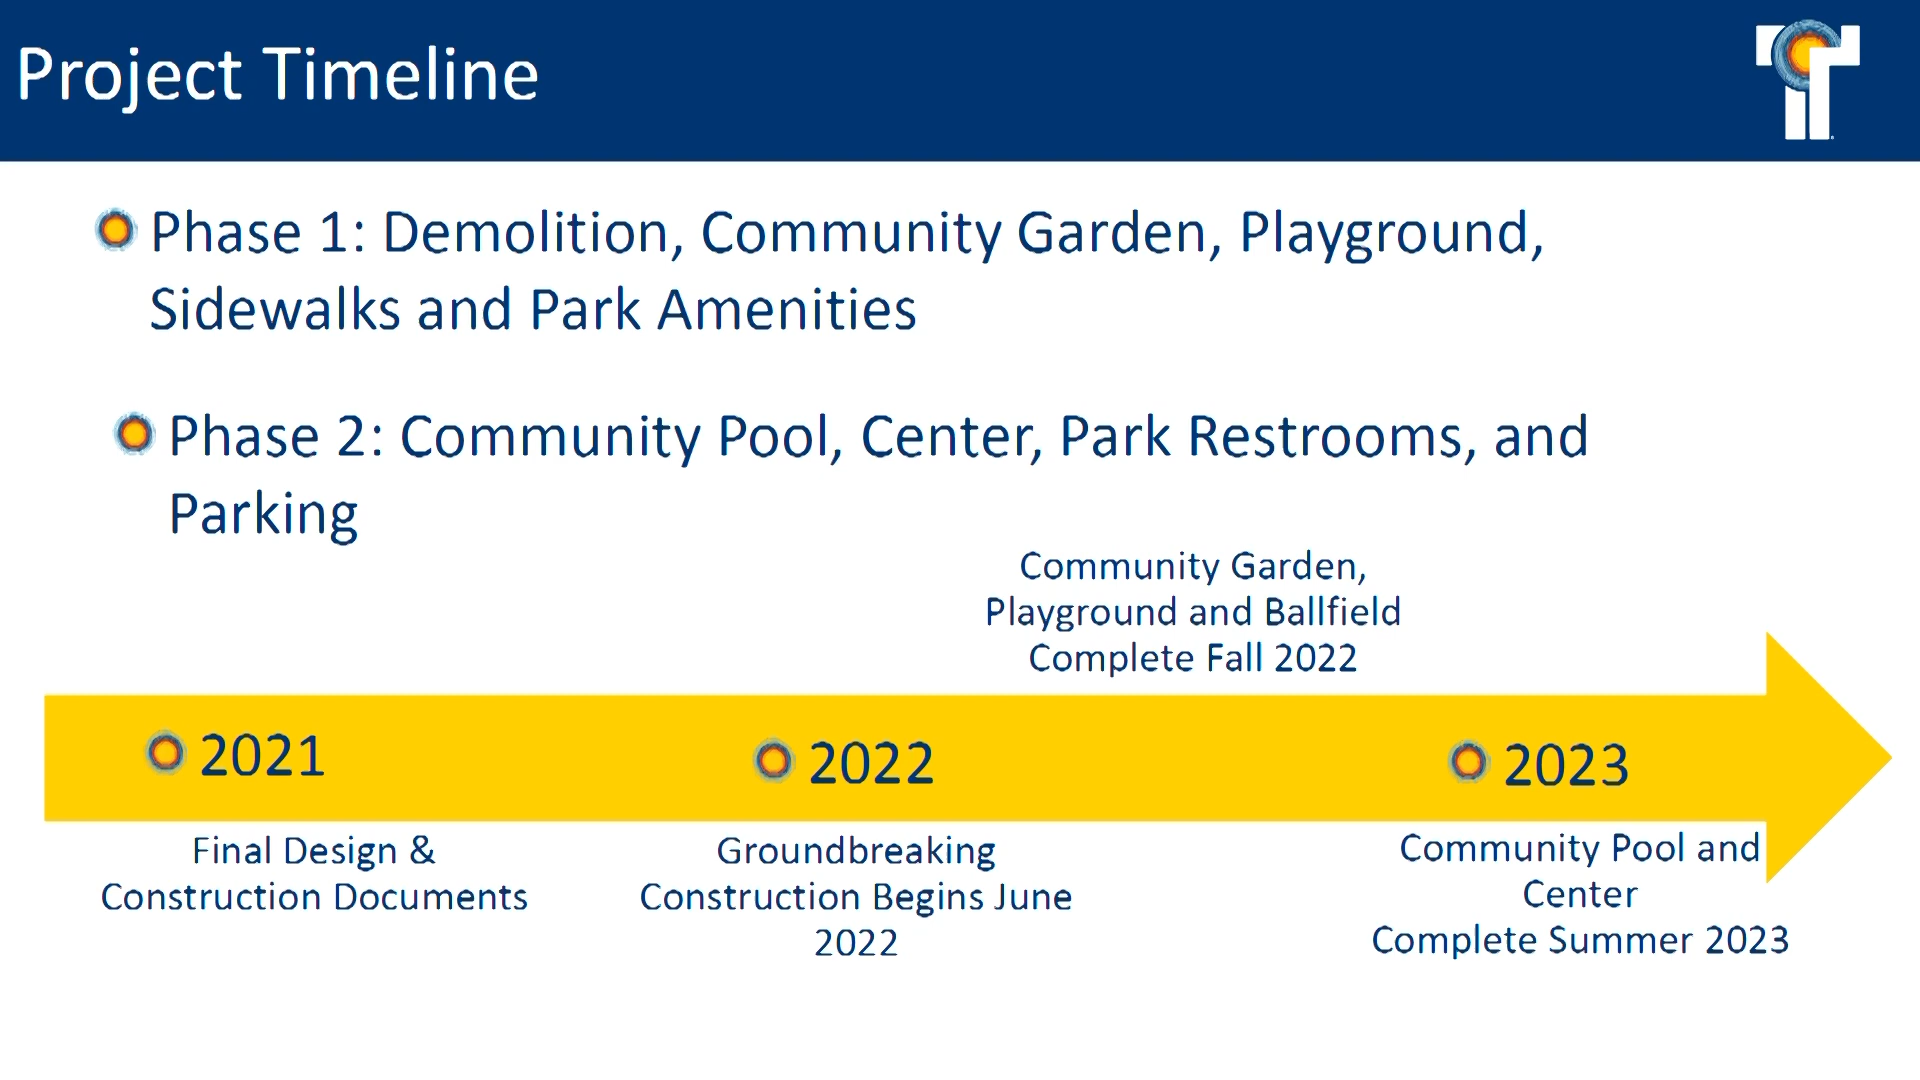 Project Timeline
Phase 1: Demolition, Community Garden, Playground,
Sidewalks and Park Amenities
Phase 2: Community Pool, Center, Park Restrooms, and
Parking
Community Garden,
Playground and Ballfield
Complete Fall 2022
2021
2022
2023
Final Design &
Construction Documents
Groundbreaking
Construction Begins June
2022
Community Pool and
Center
Complete Summer 2023